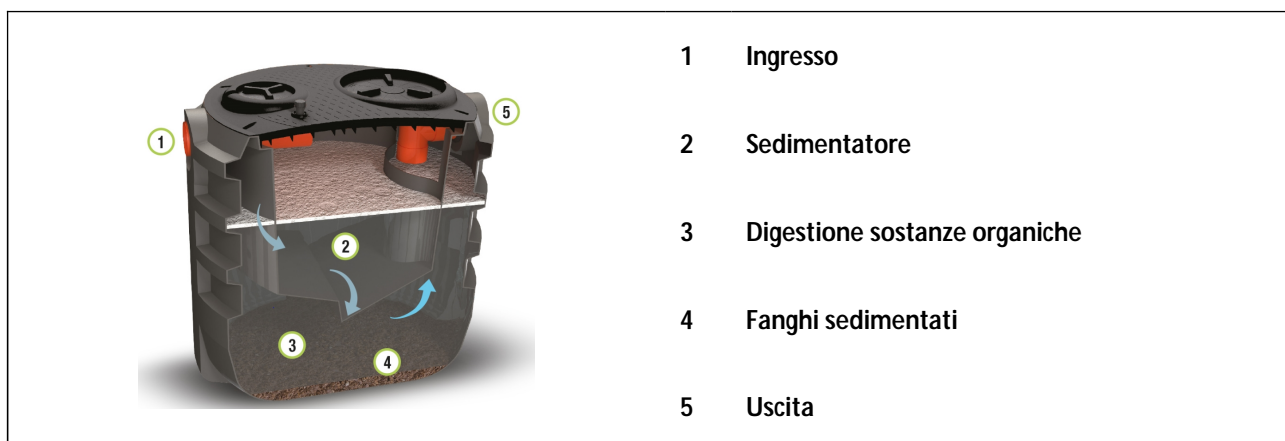 1 Ingresso
2 Sedimentatore
3 Digestione sostanze organiche
4 Fanghi sedimentati
5 Uscita
1
5
2
3
4